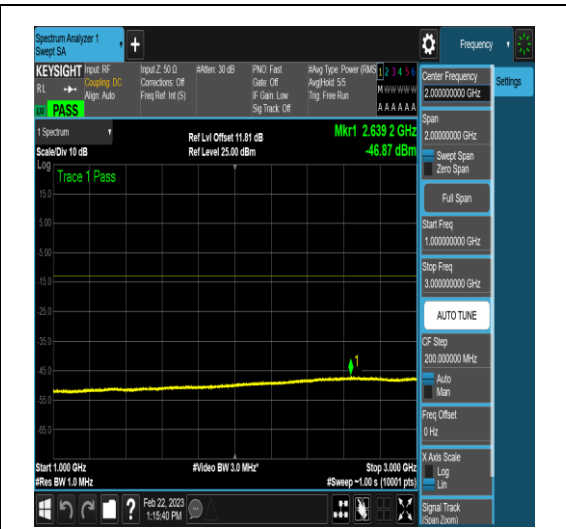 Spectrum Analyzer 1
Swept SA
+
Frequency
KEYSIGHT
RL
PASS
Input: RF
Coupling: DC
Align: Auto
Input Z: 50 Ω
Corrections: Off
Freq Ref: Int (S)
#Atten: 30 dB
PNO: Fast
Gate: Off
IF Gain: Low
Sig Track: Off
#Avg Type: Power (RMS
Avg|Hold: 5/5
Trig: Free Run
1 2 3 4 5 6
M W W W W W
A A A A A A
1 Spectrum
Scale/Div 10 dB
Ref Lvl Offset 11.81 dB
Ref Level 25.00 dBm
Mkr1 2.639 2 GHz
-46.87 dBm
Log
Trace 1 Pass
15.0
5.00
-5.00
-15.0
-25.0
-35.0
-45.0
-55.0
-65.0
1
Start 1.000 GHz
#Res BW 1.0 MHz
#Video BW 3.0 MHz*
Stop 3.000 GHz
#Sweep ~1.00 s (10001 pts)
Feb 22, 2023
1:15:40 PM
Center Frequency
2.000000000 GHz
Span
2.00000000 GHz
Swept Span
Zero Span
Full Span
Start Freq
1.000000000 GHz
Stop Freq
3.000000000 GHz
AUTO TUNE
CF Step
200.000000 MHz
Auto
Man
Freq Offset
0 Hz
X Axis Scale
Log
Lin
Signal Track
(Span Zoom)
Settings